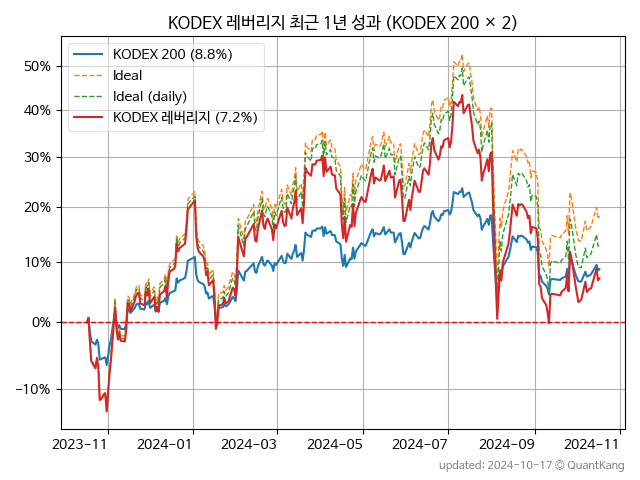 KODEX 레버리지 최근 1년 성과 (KODEX 200 × 2)
KODEX 200 (8.8%)
Ideal
Ideal (daily)
KODEX 레버리지 (7.2%)
50%
40%
30%
20%
10%
0%
−10%
2023-11
2024-01
2024-03
2024-05
2024-07
2024-09
2024-11
updated: 2024-10-17 © QuantKang